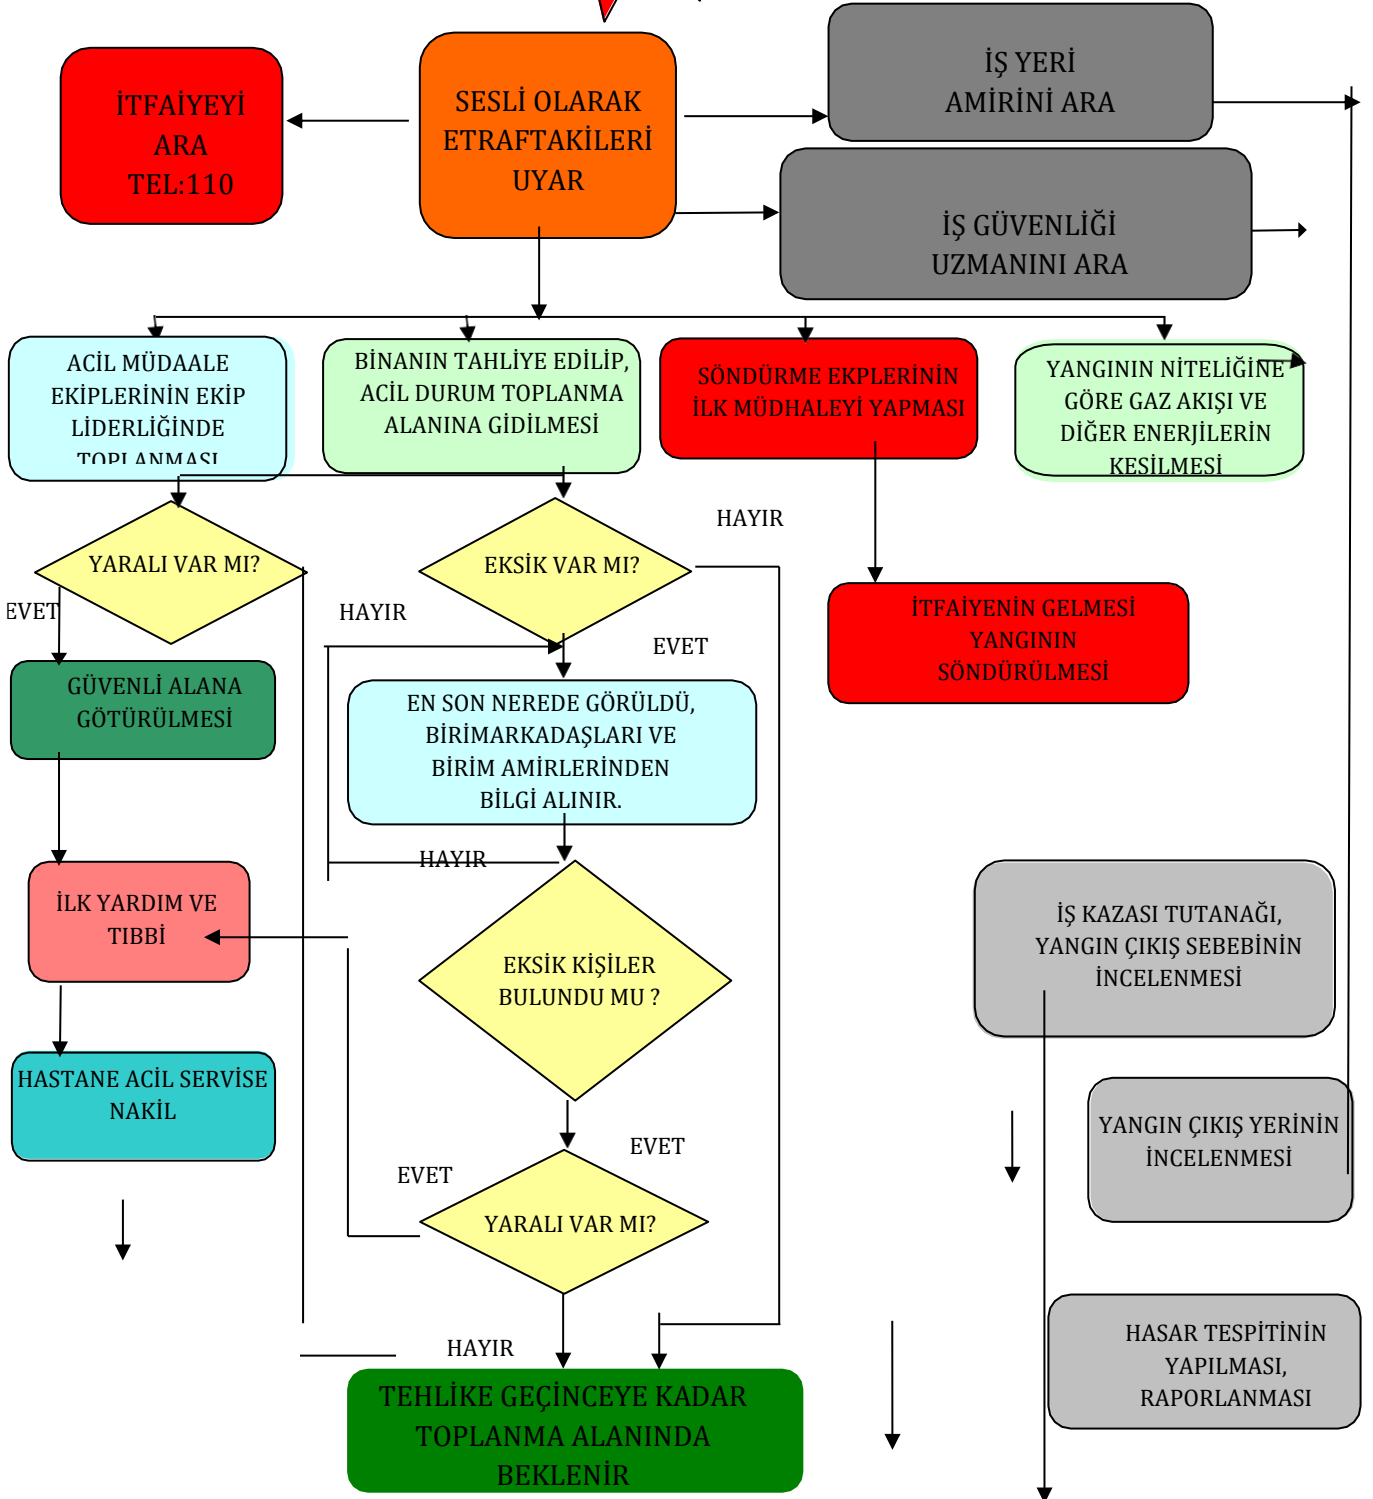 İTFAİYEYİ
ARA
TEL:110
SESLİ OLARAK
ETRAFTAKİLERİ
UYAR
İŞ YERİ
AMİRİNİ ARA
İŞ GÜVENLİĞİ
UZMANINI ARA
ACİL MÜDAALE
EKİPLERİNİN EKİP
LİDERLİĞİNDE
TOPLANMASI
BİNANIN TAHLİYE EDİLİP,
ACİL DURUM TOPLANMA
ALANINA GİDİLMESİ
SÖNDÜRME EKPLERİNİN
İLK MÜDHALEYİ YAPMASI
YANGININ NİTELİĞİNE
GÖRE GAZ AKIŞI VE
DİĞER ENERJİLERİN
KESİLMESİ
YARALI VAR MI?
EKSİK VAR MI?
HAYIR
EVET
HAYIR
EVET
İTFAİYENİN GELMESİ
YANGININ
SÖNDÜRÜLMESİ
GÜVENLİ ALANA
GÖTÜRÜLMESİ
EN SON NEREDE GÖRÜLDÜ,
BİRİMARKADAŞLARI VE
BİRİM AMİRLERİNDEN
BİLGİ ALINIR.
HAYIR
İLK YARDIM VE
TIBBİ
EKSİK KİŞİLER
BULUNDU MU ?
İŞ KAZASI TUTANAĞI,
YANGIN ÇIKIŞ SEBEBİNİN
İNCELENMESİ
HASTANE ACİL SERVİSE
NAKİL
YANGIN ÇIKIŞ YERİNİN
İNCELENMESİ
EVET
EVET
YARALI VAR MI?
HAYIR
HASAR TESPİTİNİN
YAPILMASI,
RAPORLANMASI
TEHLİKE GEÇİNCEYE KADAR
TOPLANMA ALANINDA
BEKLENİR